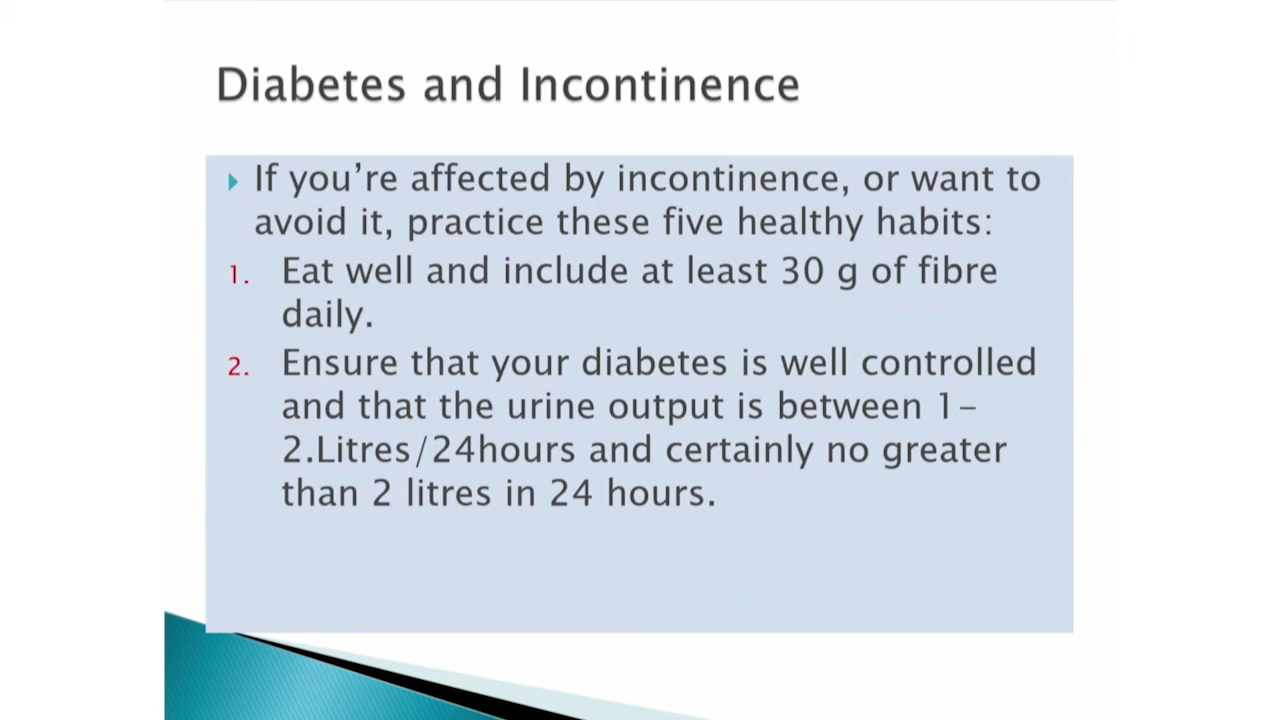 Diabetes and Incontinence
If you’re affected by incontinence, or want to
avoid it, practice these five healthy habits:
1. Eat well and include at least 30 g of fibre
daily.
2. Ensure that your diabetes is well controlled
and that the urine output is between 1-
2.Litres/24hours and certainly no greater
than 2 litres in 24 hours.